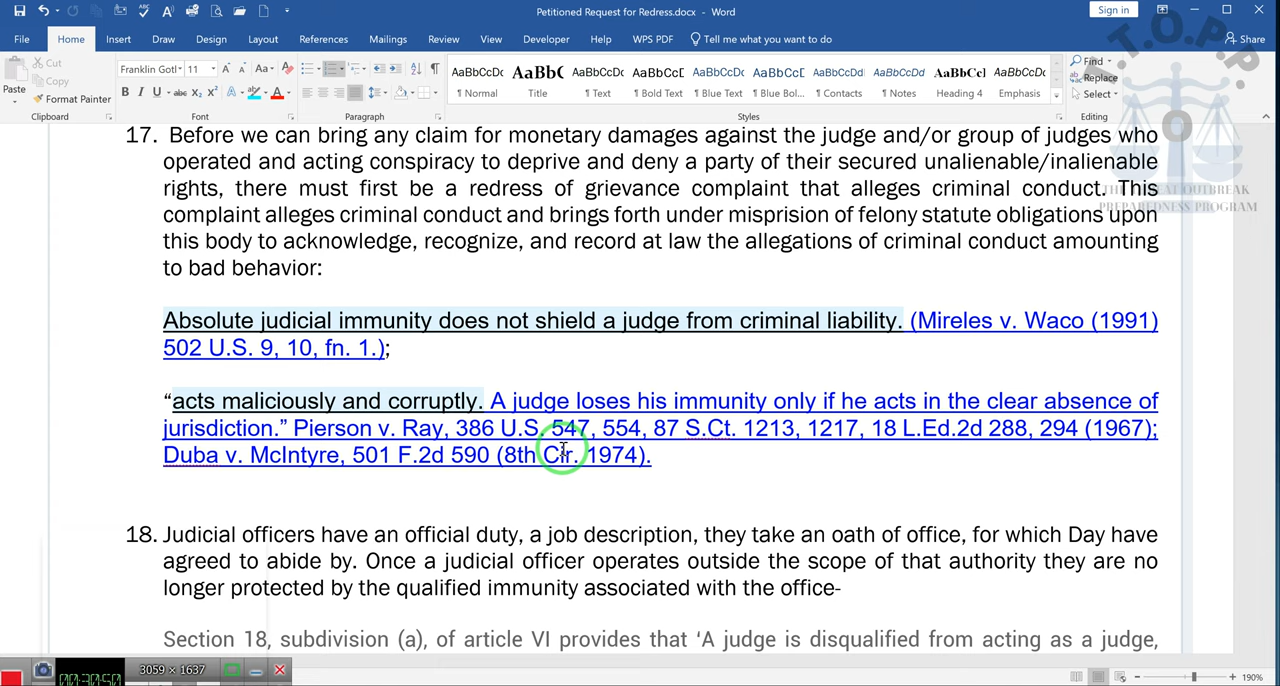 Petitioned Request for Redress.docx - Word
Sign in
File Home Insert Draw Design Layout References Mailings Review View Developer Help WPS PDF Tell me what you want to do Share
Paste
Cut
Copy
Format Painter
Clipboard
Franklin Gotl 11
Font
Paragraph
AaBbCcDc AaBbC AaBbCcDc AaBbCcD AaBbCcDc AaBbCcDc AaBbCcDc AaBbCcDc AaBbCcl AaBbCcDc
¶ Normal Title ¶ Text ¶ Bold Text ¶ Blue Text ¶ Blue Bol... ¶ Contacts ¶ Notes Heading 4 Emphasis
Styles
Find
Replace
Select
Editing
T.O.P.P.
PREPAREDNESS PROGRAM
17. Before we can bring any claim for monetary damages against the judge and/or group of judges who
operated and acting conspiracy to deprive and deny a party of their secured unalienable/inalienable
rights, there must first be a redress of grievance complaint that alleges criminal conduct. This
complaint alleges criminal conduct and brings forth under misprision of felony statute obligations upon
this body to acknowledge, recognize, and record at law the allegations of criminal conduct amounting
to bad behavior:
Absolute judicial immunity does not shield a judge from criminal liability. (Mireles v. Waco (1991)
502 U.S. 9, 10, fn. 1.);
“acts maliciously and corruptly. A judge loses his immunity only if he acts in the clear absence of
jurisdiction.” Pierson v. Ray, 386 U.S. 547, 554, 87 S.Ct. 1213, 1217, 18 L.Ed.2d 288, 294 (1967);
Duba v. McIntyre, 501 F.2d 590 (8th Cir. 1974).
18. Judicial officers have an official duty, a job description, they take an oath of office, for which Day have
agreed to abide by. Once a judicial officer operates outside the scope of that authority they are no
longer protected by the qualified immunity associated with the office-
Section 18, subdivision (a), of article VI provides that ‘A judge is disqualified from acting as a judge,
00:30:50
3059 × 1637
190%